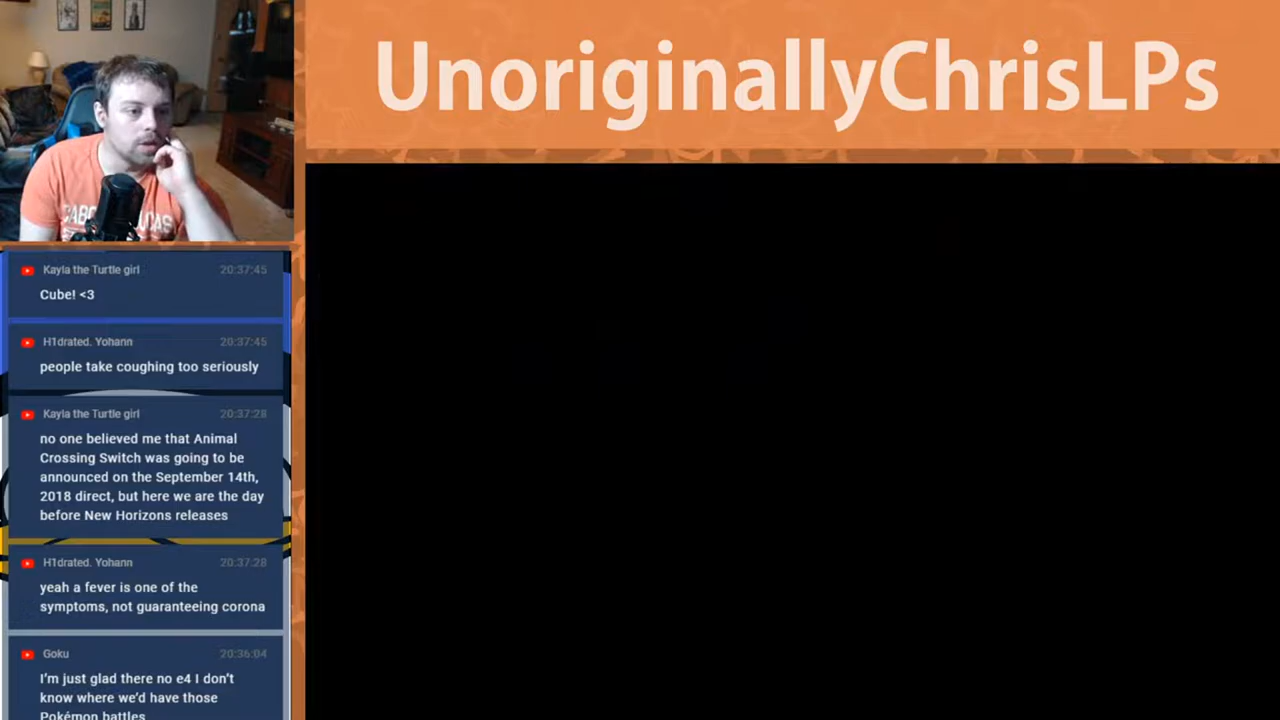 UnoriginallyChrisLPs
Kayla the Turtle girl 20:37:45
Cube! <3
H1drated. Yohann 20:37:45
people take coughing too seriously
Kayla the Turtle girl 20:37:28
no one believed me that Animal
Crossing Switch was going to be
announced on the September 14th,
2018 direct, but here we are the day
before New Horizons releases
H1drated. Yohann 20:37:28
yeah a fever is one of the
symptoms, not guaranteeing corona
Goku 20:36:04
I'm just glad there no e4 I don't
know where we'd have those
Pokémon battles